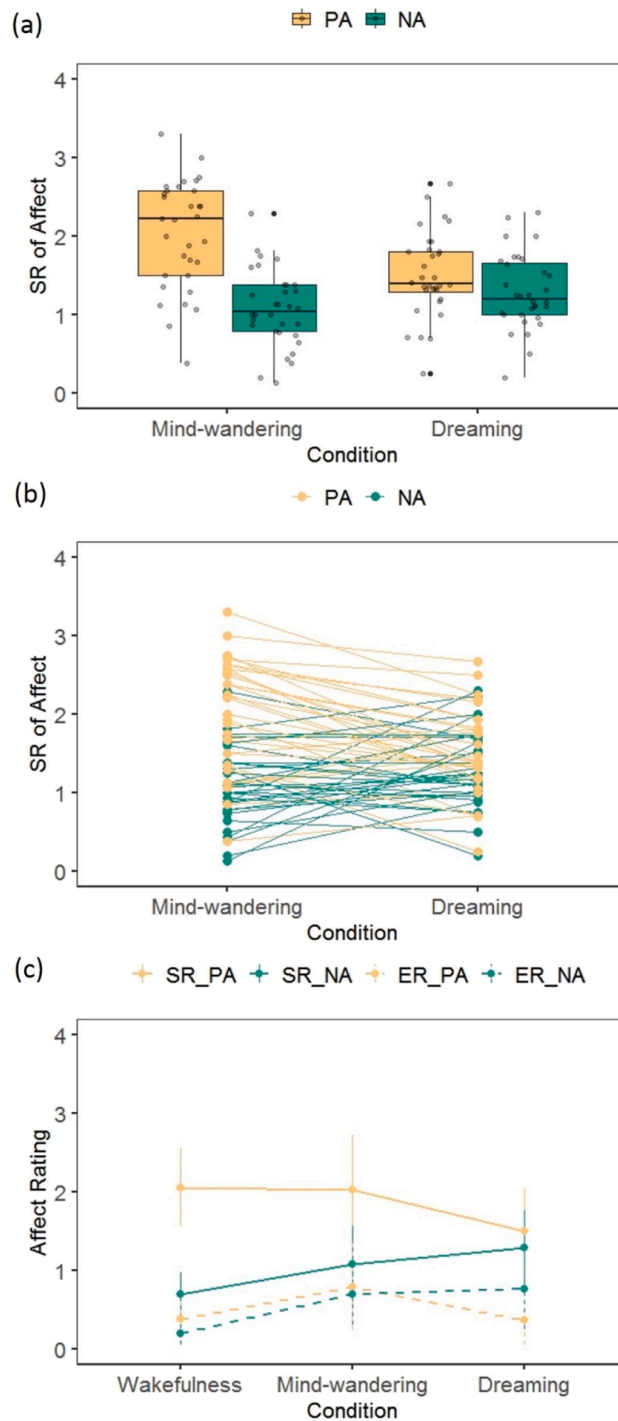 (a)
PA NA
4
3
2
1
0
SR of Affect
Mind-wandering Dreaming
Condition
(b)
PA NA
4
3
2
1
0
SR of Affect
Mind-wandering Dreaming
Condition
(c)
SR_PA SR_NA ER_PA ER_NA
4
3
2
1
0
Affect Rating
Wakefulness Mind-wandering Dreaming
Condition